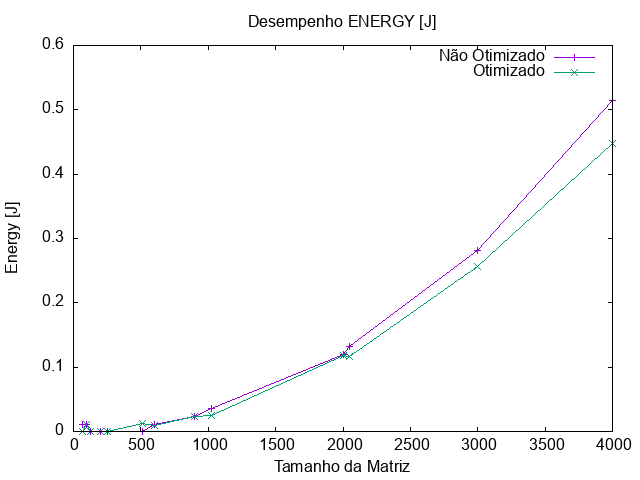 Desempenho ENERGY [J]
Não Otimizado
Otimizado
0.6
0.5
0.4
0.3
0.2
0.1
0
Energy [J]
0 500 1000 1500 2000 2500 3000 3500 4000
Tamanho da Matriz